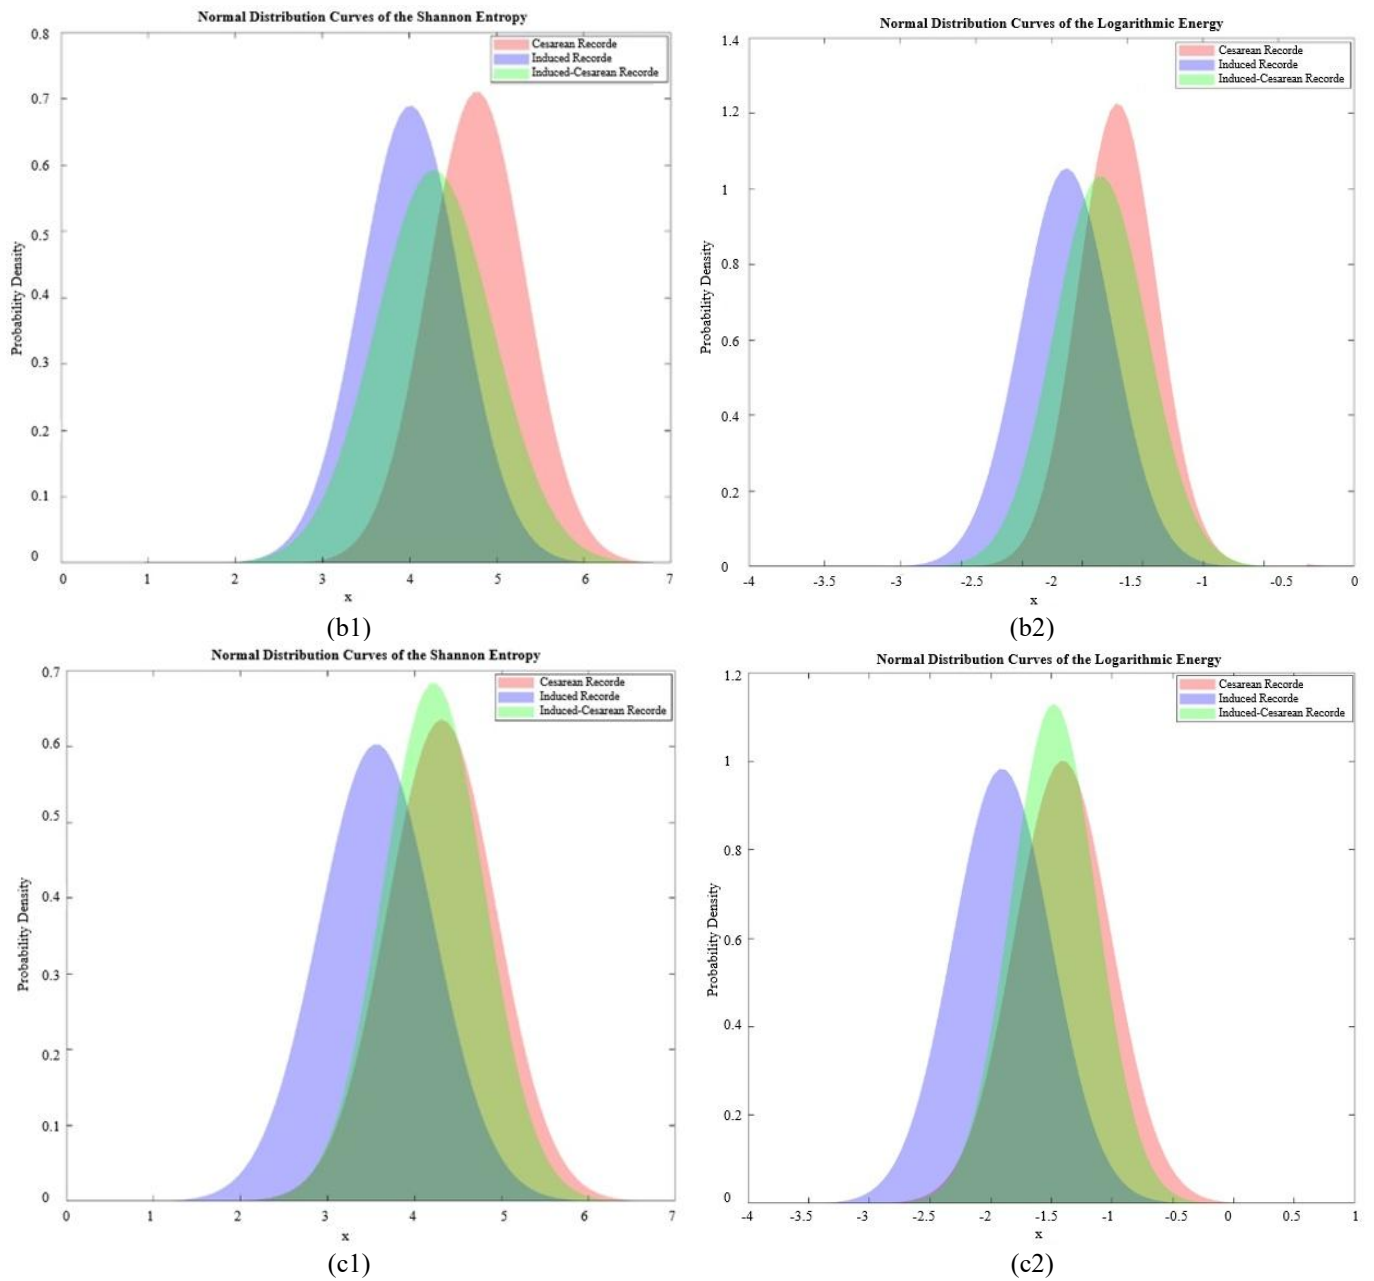 Normal Distribution Curves of the Shannon Entropy
0.8
0.7
0.6
0.5
0.4
0.3
0.2
0.1
0
Probability Density
Cesarean Recorde
Induced Recorde
Induced-Cesarean Recorde
0 1 2 3 4 5 6 7
x
(b1)
Normal Distribution Curves of the Logarithmic Energy
1.4
1.2
1
0.8
0.6
0.4
0.2
0
Probability Density
Cesarean Recorde
Induced Recorde
Induced-Cesarean Recorde
-4 -3.5 -3 -2.5 -2 -1.5 -1 -0.5 0
x
(b2)
Normal Distribution Curves of the Shannon Entropy
0.7
0.6
0.5
0.4
0.3
0.2
0.1
0
Probability Density
Cesarean Recorde
Induced Recorde
Induced-Cesarean Recorde
0 1 2 3 4 5 6 7
x
(c1)
Normal Distribution Curves of the Logarithmic Energy
1.2
1
0.8
0.6
0.4
0.2
0
Probability Density
Cesarean Recorde
Induced Recorde
Induced-Cesarean Recorde
-4 -3.5 -3 -2.5 -2 -1.5 -1 -0.5 0 0.5 1
x
(c2)